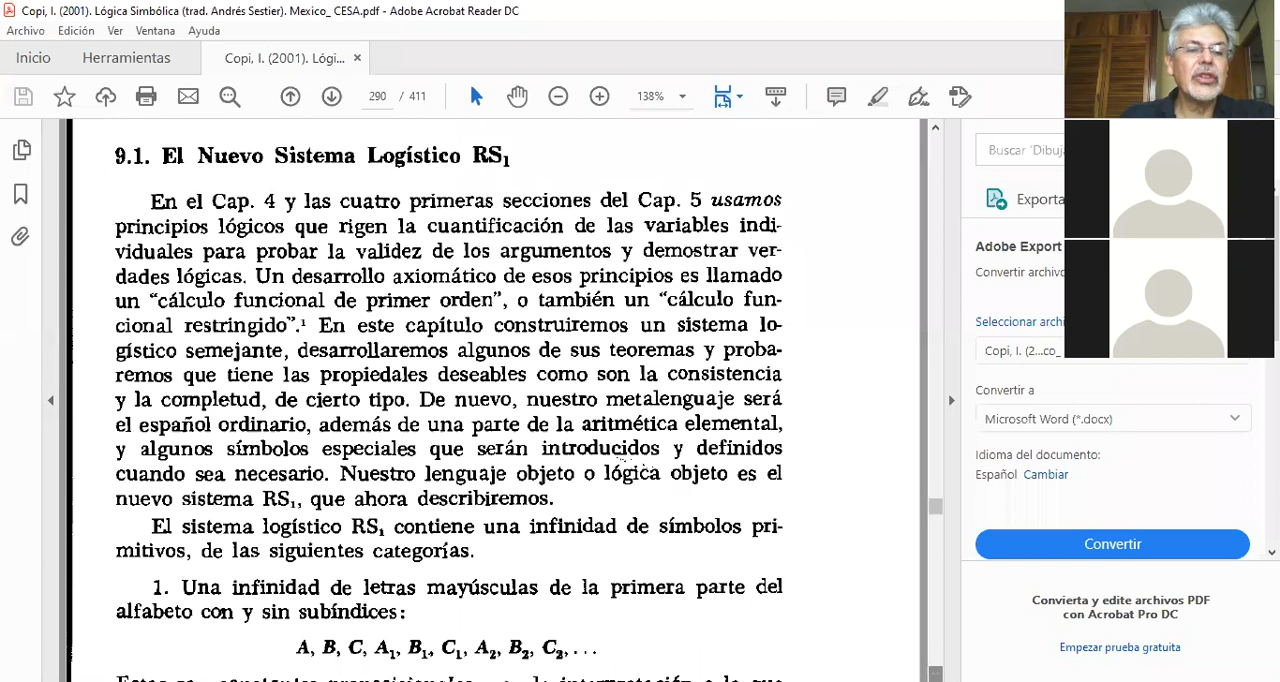 Copi, I. (2001). Lógica Simbólica (trad. Andrés Sestier). Mexico_ CESA.pdf - Adobe Acrobat Reader DC
Archivo Edición Ver Ventana Ayuda
Inicio Herramientas Copi, I. (2001). Lógi... ×
290 / 411 138%
9.1. El Nuevo Sistema Logístico RS₁
En el Cap. 4 y las cuatro primeras secciones del Cap. 5 usamos
principios lógicos que rigen la cuantificación de las variables indi-
viduales para probar la validez de los argumentos y demostrar ver-
dades lógicas. Un desarrollo axiomático de esos principios es llamado
un “cálculo funcional de primer orden”, o también un “cálculo fun-
cional restringido”.¹ En este capítulo construiremos un sistema lo-
gístico semejante, desarrollaremos algunos de sus teoremas y proba-
remos que tiene las propiedales deseables como son la consistencia
y la completud, de cierto tipo. De nuevo, nuestro metalenguaje será
el español ordinario, además de una parte de la aritmética elemental,
y algunos símbolos especiales que serán introducidos y definidos
cuando sea necesario. Nuestro lenguaje objeto o lógica objeto es el
nuevo sistema RS₁, que ahora describiremos.
El sistema logístico RS₁ contiene una infinidad de símbolos pri-
mitivos, de las siguientes categorías.
1. Una infinidad de letras mayúsculas de la primera parte del
alfabeto con y sin subíndices:
A, B, C, A₁, B₁, C₁, A₂, B₂, C₂, . . .
Buscar 'Dibuj
Exporta
Adobe Export
Convertir archiv
Seleccionar archi
Copi, I. (2...co_
Convertir a
Microsoft Word (*.docx)
Idioma del documento:
Español Cambiar
Convertir
Convierta y edite archivos PDF
con Acrobat Pro DC
Empezar prueba gratuita